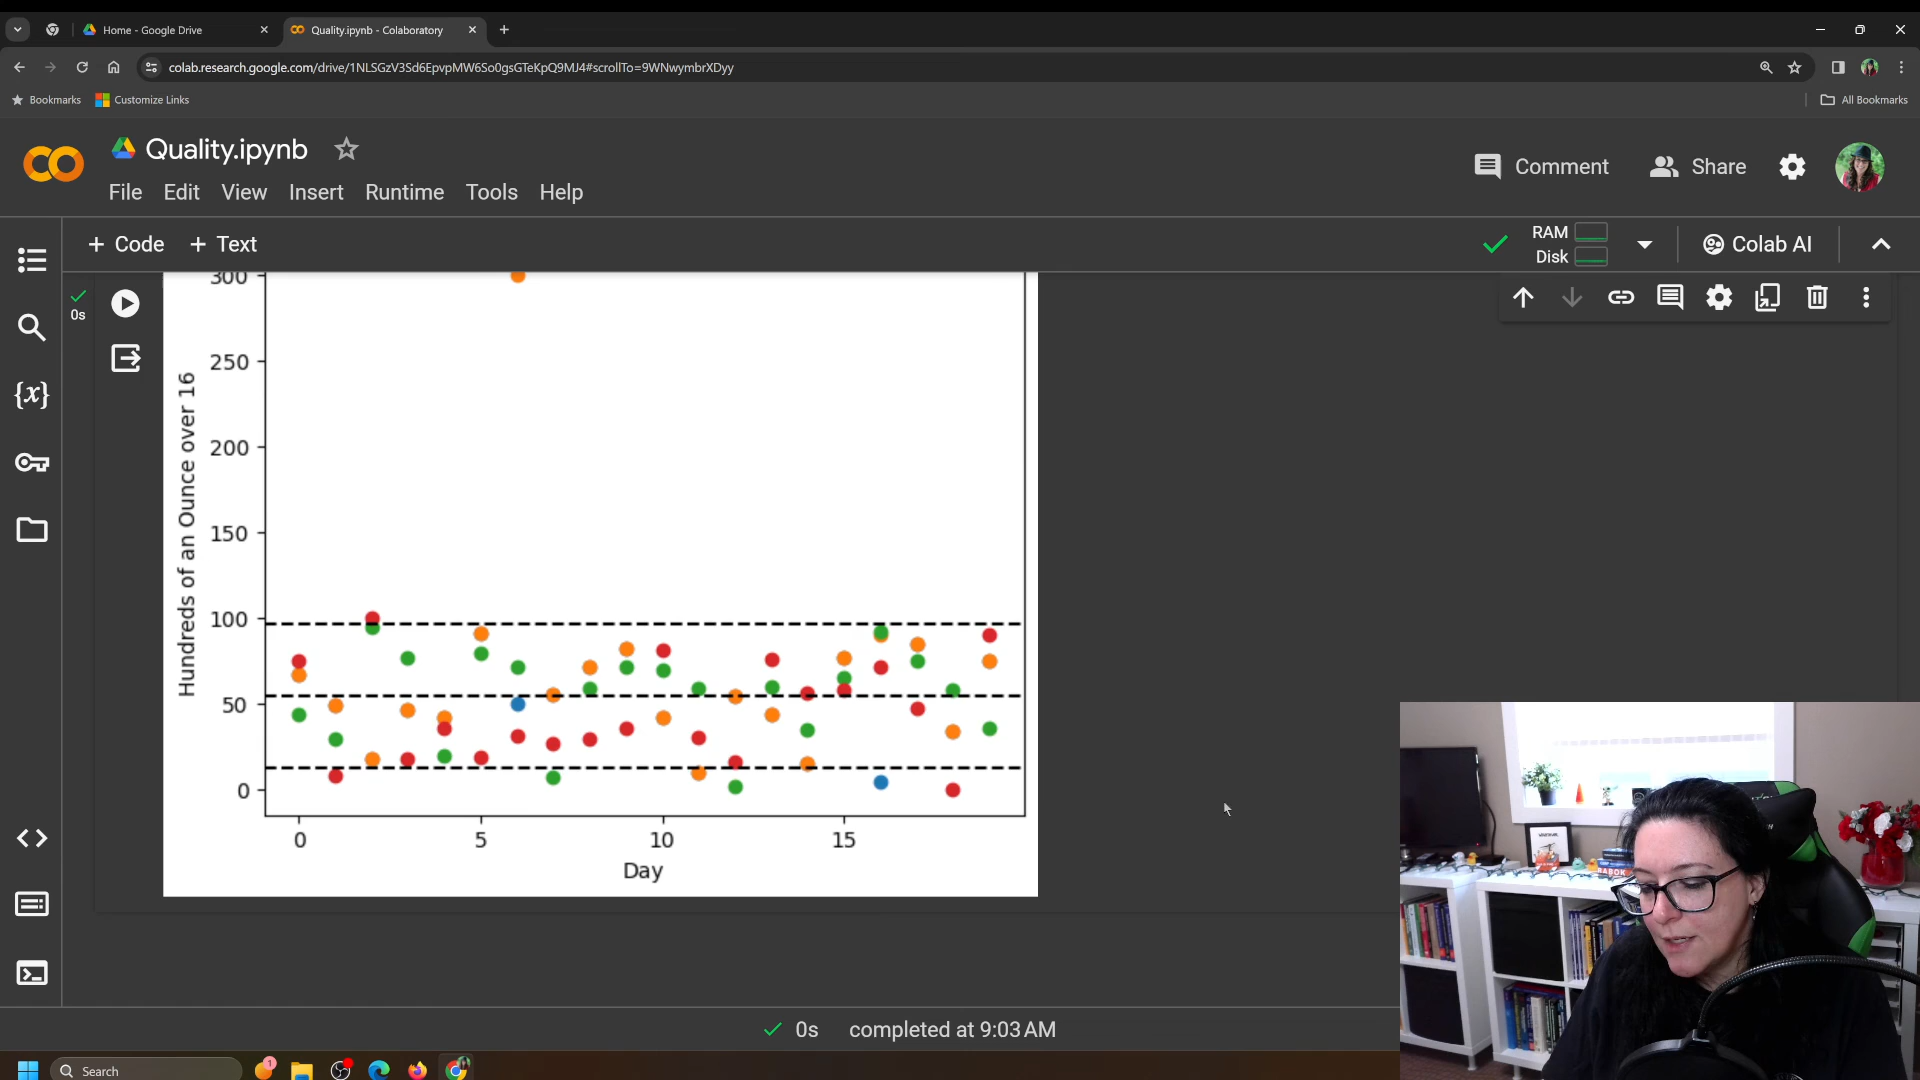 Home - Google Drive
Quality.ipynb - Colaboratory
colab.research.google.com/drive/1NLSGzV3Sd6EpvpMW6So0gsGTeKpQ9MJ4#scrollTo=9WNwymbrXDyy
Bookmarks
Customize Links
All Bookmarks
Quality.ipynb
File Edit View Insert Runtime Tools Help
Comment
Share
+ Code + Text
RAM
Disk
Colab AI
0s
{x}
300
250
200
150
100
50
0
Hundreds of an Ounce over 16
0 5 10 15
Day
0s completed at 9:03 AM
Search
1